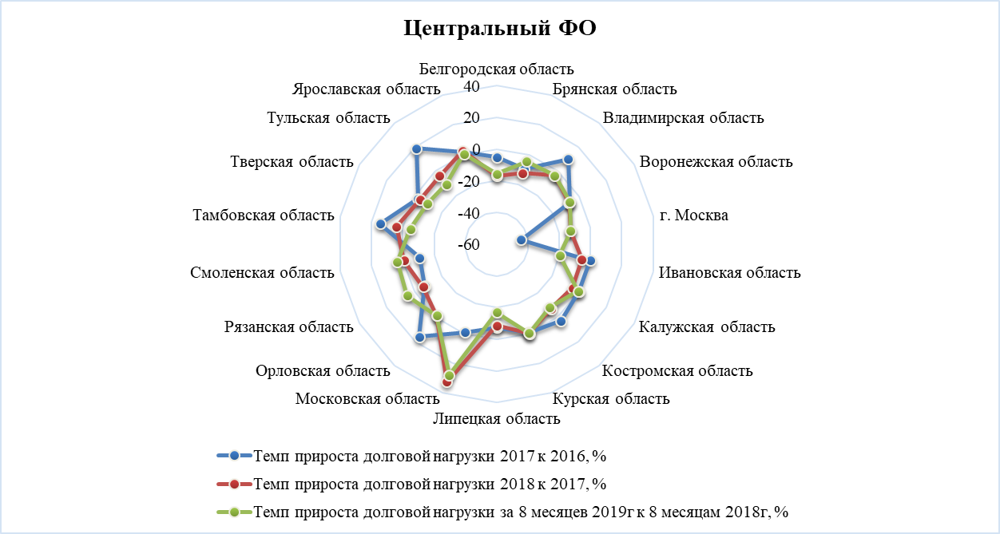 Центральный ФО
Белгородская область
Ярославская область
40
Брянская область
Тульская область
20
Владимирская область
Тверская область
0
Воронежская область
-20
Тамбовская область
-40
г. Москва
-60
Смоленская область
Ивановская область
Рязанская область
Калужская область
Орловская область
Костромская область
Московская область
Курская область
Липецкая область
Темп прироста долговой нагрузки 2017 к 2016, %
Темп прироста долговой нагрузки 2018 к 2017, %
Темп прироста долговой нагрузки за 8 месяцев 2019г к 8 месяцам 2018г, %